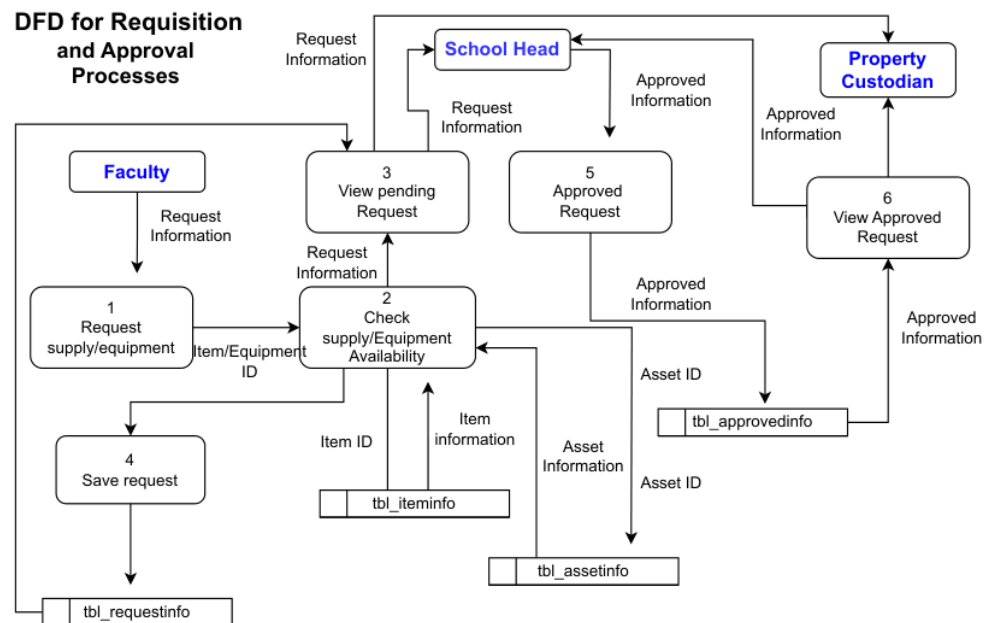 DFD for Requisition
and Approval
Processes
Request
Information
School Head
Property
Custodian
Approved
Information
Request
Information
Approved
Information
Faculty
3
View pending
Request
5
Approved
Request
6
View Approved
Request
Request
Information
Request
Information
1
Request
supply/equipment
2
Check
supply/Equipment
Availability
Approved
Information
Approved
Information
Item/Equipment
ID
Asset ID
4
Save request
Item ID
Item
information
Asset
Information
tbl_approvedinfo
Asset ID
tbl_iteminfo
tbl_assetinfo
tbl_requestinfo